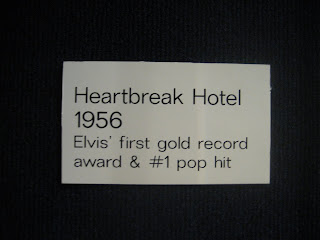 Heartbreak Hotel
1956
Elvis' first gold record
award & #1 pop hit